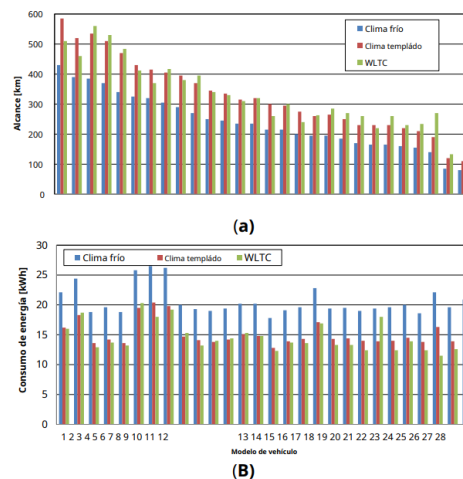 600
500
400
300
200
100
0
Alcance [km]
Clima frío
Clima templádo
WLTC
(a)
30
25
20
15
10
5
0
Consumo de energía [kWh]
Clima frío Clima templádo WLTC
1 2 3 4 5 6 7 8 9 10 11 12 13 14 15 16 17 18 19 20 21 22 23 24 25 26 27 28
Modelo de vehículo
(B)